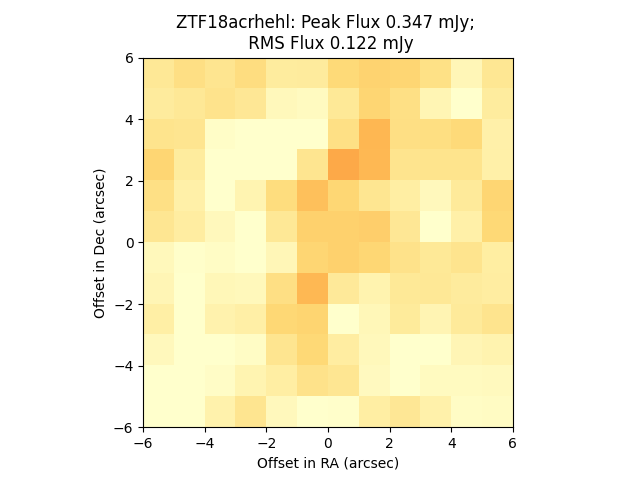 ZTF18acrhehl: Peak Flux 0.347 mJy;
RMS Flux 0.122 mJy
6
4
2
0
−2
−4
−6
Offset in Dec (arcsec)
−6 −4 −2 0 2 4 6
Offset in RA (arcsec)